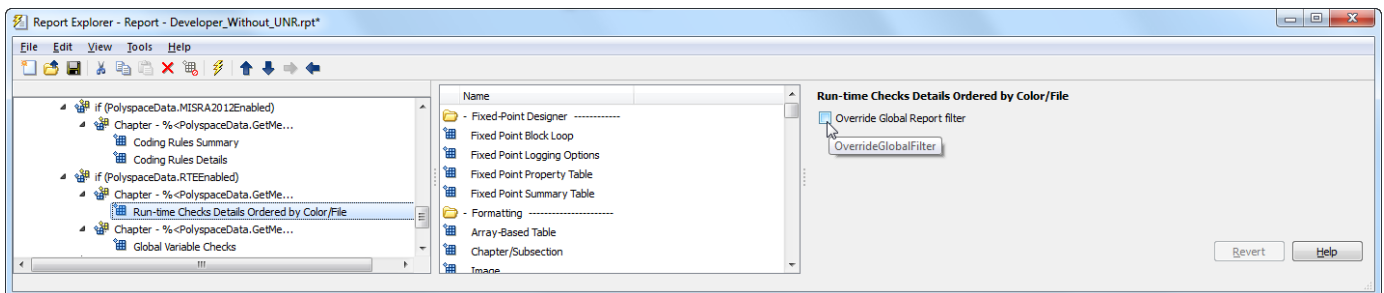 Report Explorer - Report - Developer_Without_UNR.rpt*
File Edit View Tools Help
if (PolyspaceData.MISRA2012Enabled)
Chapter - %<PolyspaceData.GetMe...
Coding Rules Summary
Coding Rules Details
if (PolyspaceData.RTEEnabled)
Chapter - %<PolyspaceData.GetMe...
Run-time Checks Details Ordered by Color/File
Chapter - %<PolyspaceData.GetMe...
Global Variable Checks
Name
- Fixed-Point Designer ------------
Fixed Point Block Loop
Fixed Point Logging Options
Fixed Point Property Table
Fixed Point Summary Table
- Formatting ----------------------
Array-Based Table
Chapter/Subsection
Image
Run-time Checks Details Ordered by Color/File
Override Global Report filter
OverrideGlobalFilter
Revert Help